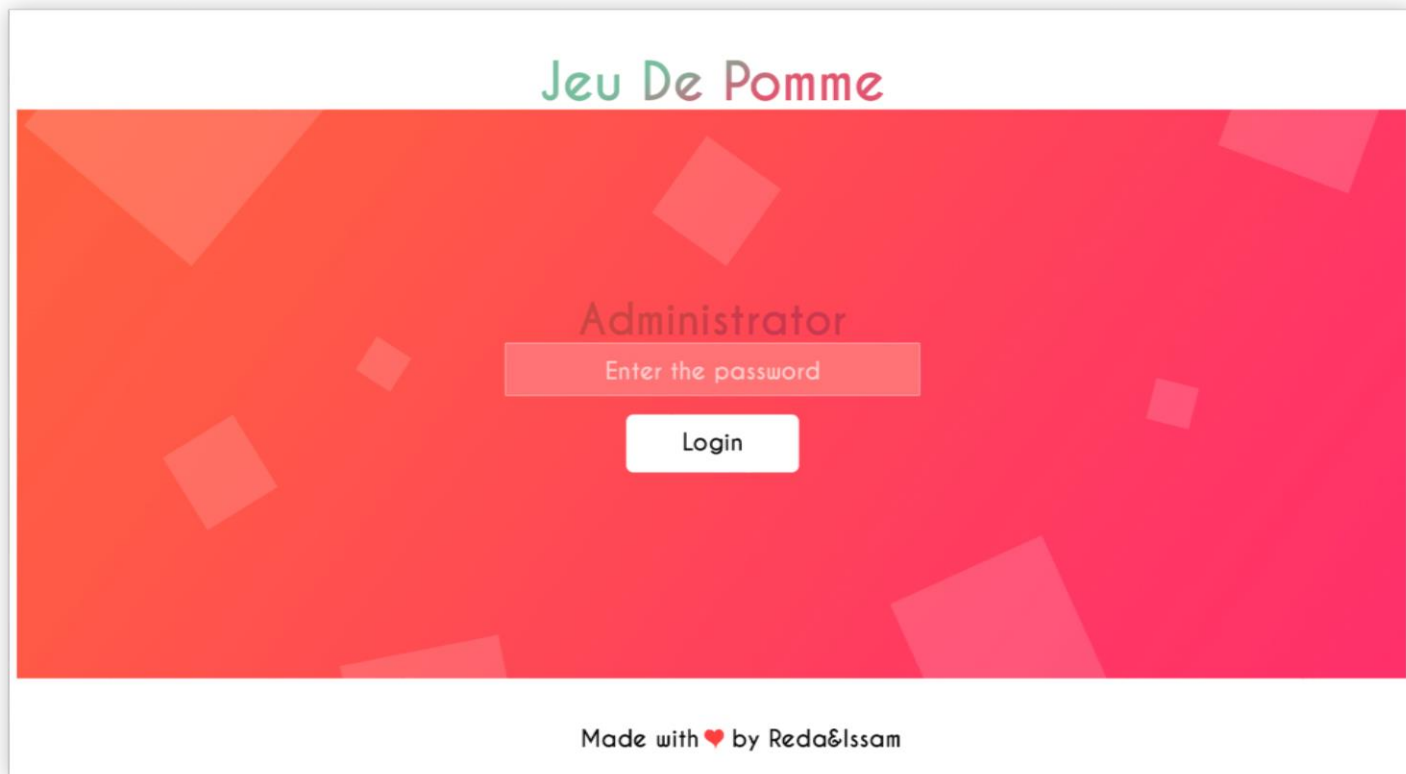 Jeu De Pomme
Administrator
Enter the password
Login
Made with ❤ by Reda&Issam